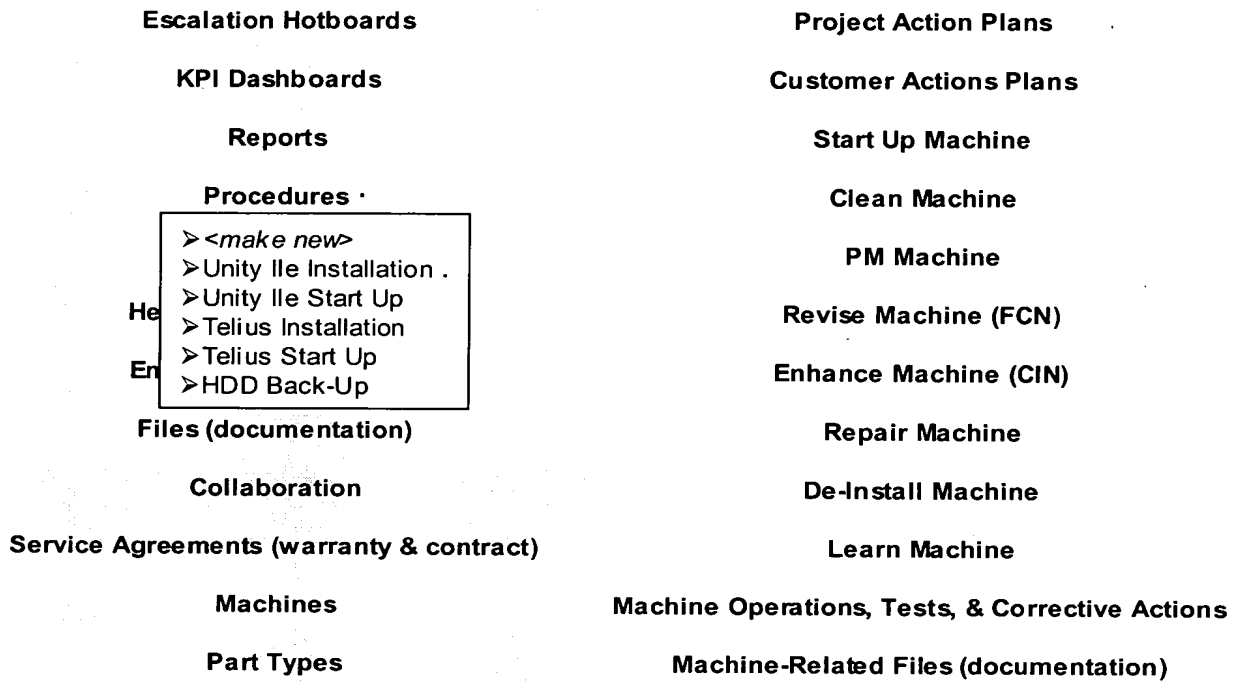 Escalation Hotboards
KPI Dashboards
Reports
Procedures
➢<make new>
➢Unity IIe Installation .
➢Unity IIe Start Up
➢Telius Installation
➢Telius Start Up
➢HDD Back-Up
He
En
Files (documentation)
Collaboration
Service Agreements (warranty & contract)
Machines
Part Types
Project Action Plans
Customer Actions Plans
Start Up Machine
Clean Machine
PM Machine
Revise Machine (FCN)
Enhance Machine (CIN)
Repair Machine
De-Install Machine
Learn Machine
Machine Operations, Tests, & Corrective Actions
Machine-Related Files (documentation)